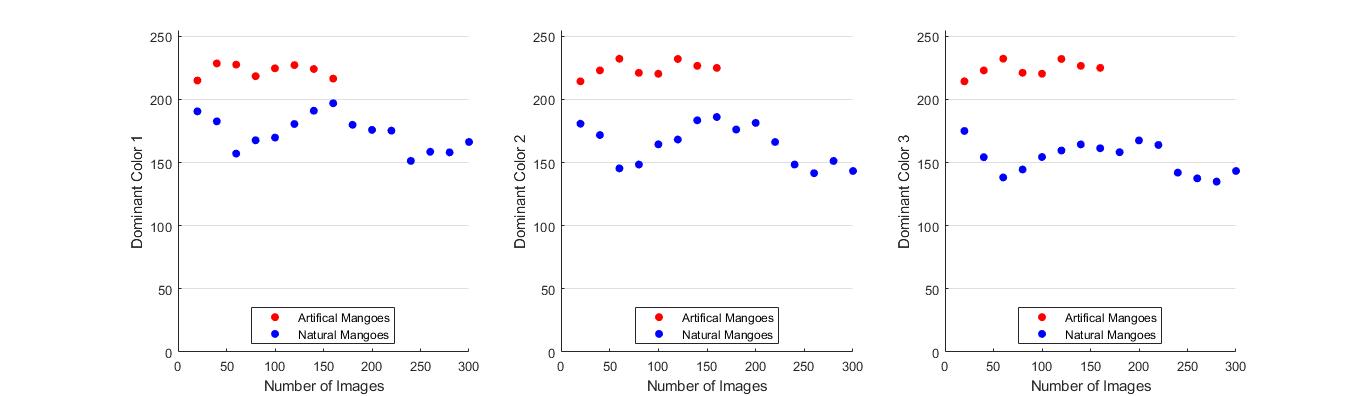 250
200
150
100
50
0
Dominant Color 1
Artifical Mangoes
Natural Mangoes
0 50 100 150 200 250 300
Number of Images
250
200
150
100
50
0
Dominant Color 2
Artifical Mangoes
Natural Mangoes
0 50 100 150 200 250 300
Number of Images
250
200
150
100
50
0
Dominant Color 3
Artifical Mangoes
Natural Mangoes
0 50 100 150 200 250 300
Number of Images